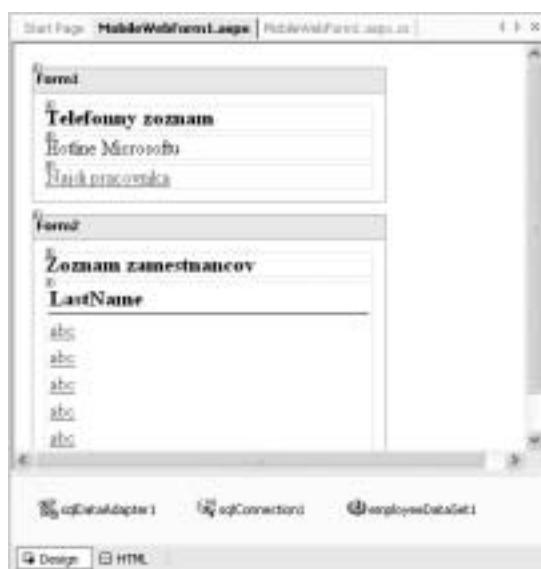 Start Page MobileWebForm1.aspx MobileWebForm1.aspx.cs
Form1
Telefonny zoznam
Hotline Microsoftu
Najdi pracovnika
Form2
Zoznam zamestnancov
LastName
abc
abc
abc
abc
abc
sqlDataAdapter1 sqlConnection1 employeeDataSet1
Design HTML